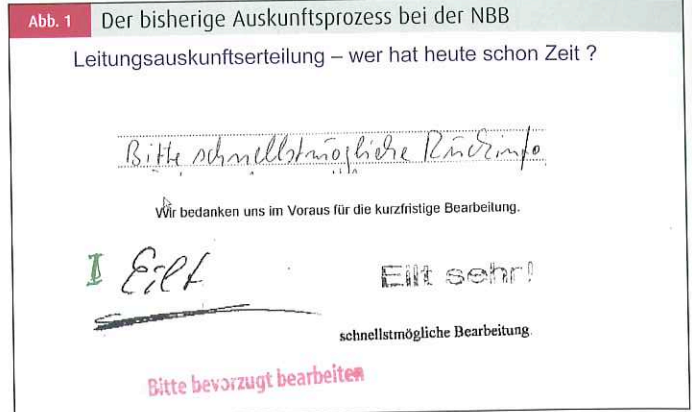 Abb. 1 Der bisherige Auskunftsprozess bei der NBB
Leitungsauskunftserteilung – wer hat heute schon Zeit ?
Bitte schnellstmögliche Rückinfo
Wir bedanken uns im Voraus für die kurzfristige Bearbeitung.
Eilt
Eilt sehr!
schnellstmögliche Bearbeitung.
Bitte bevorzugt bearbeiten